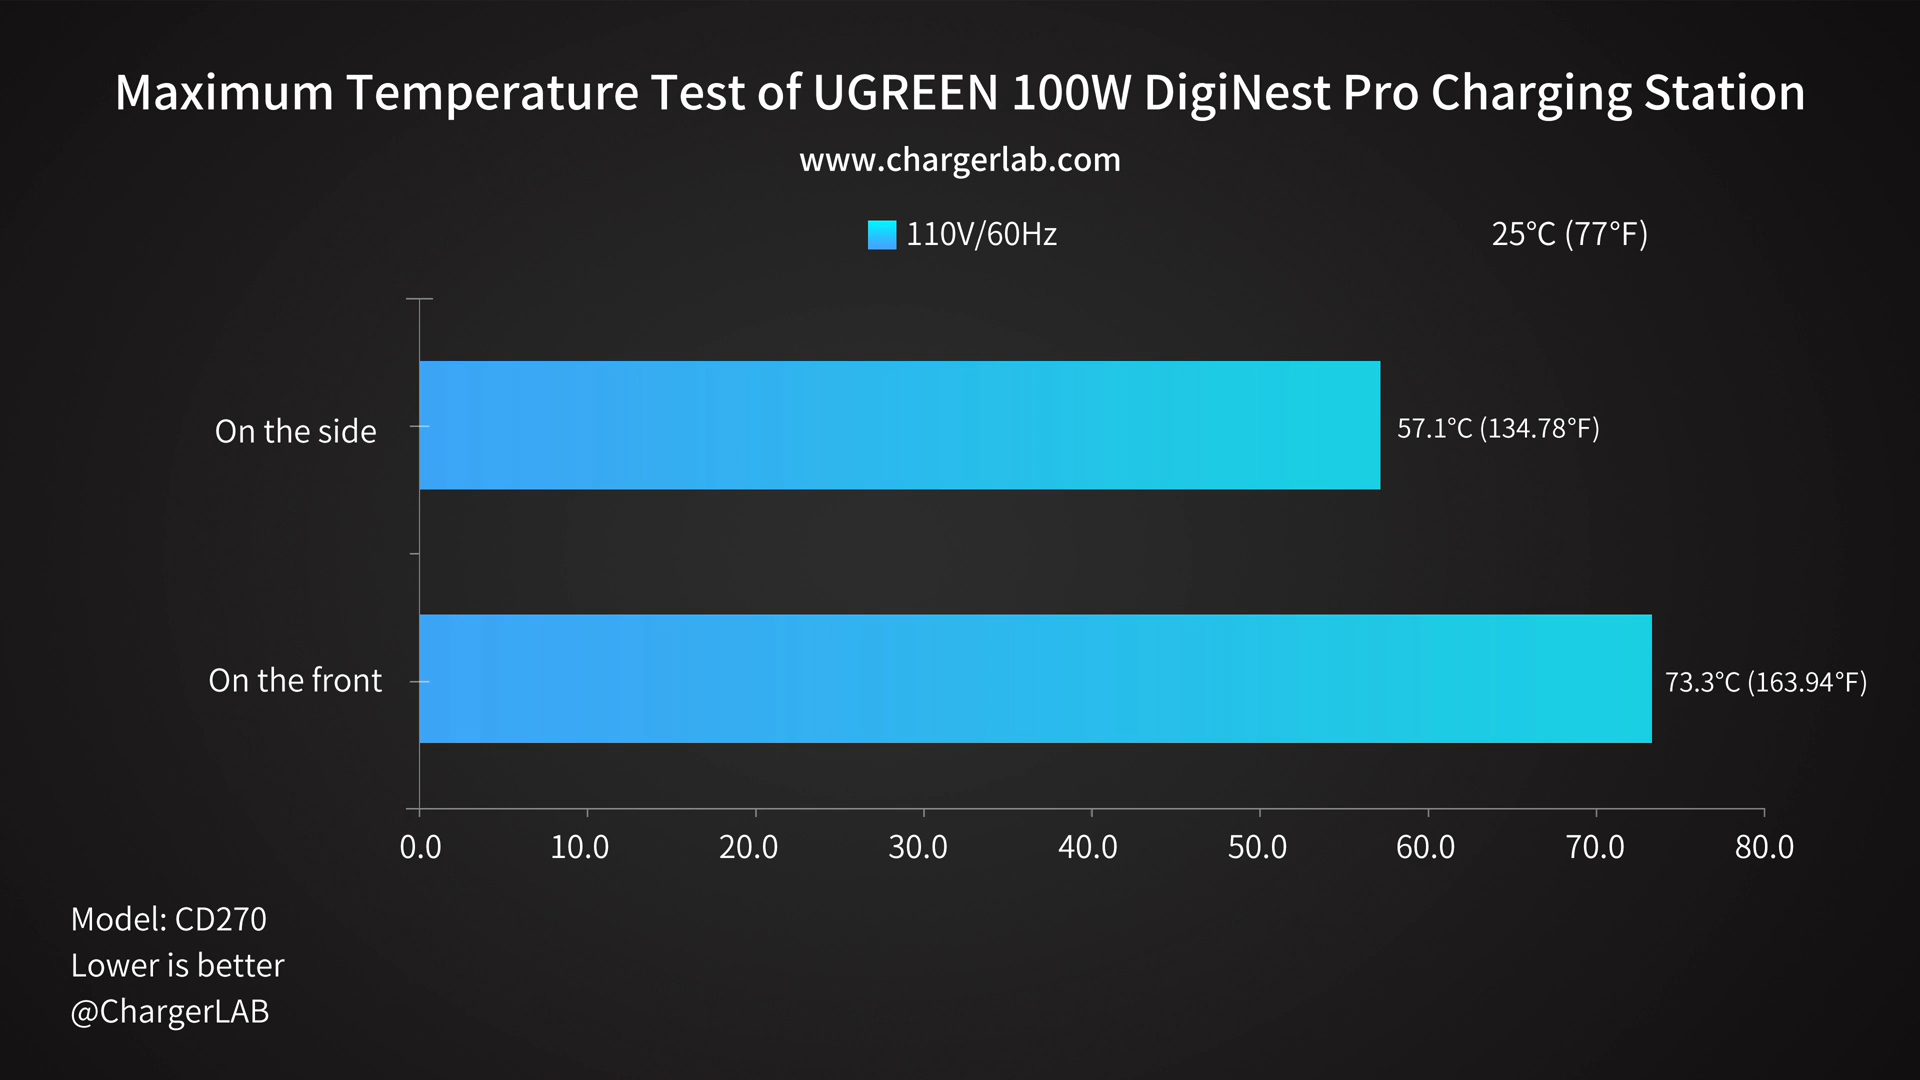 Maximum Temperature Test of UGREEN 100W DigiNest Pro Charging Station
www.chargerlab.com
110V/60Hz
25°C (77°F)
On the side
57.1°C (134.78°F)
On the front
73.3°C (163.94°F)
0.0 10.0 20.0 30.0 40.0 50.0 60.0 70.0 80.0
Model: CD270
Lower is better
@ChargerLAB